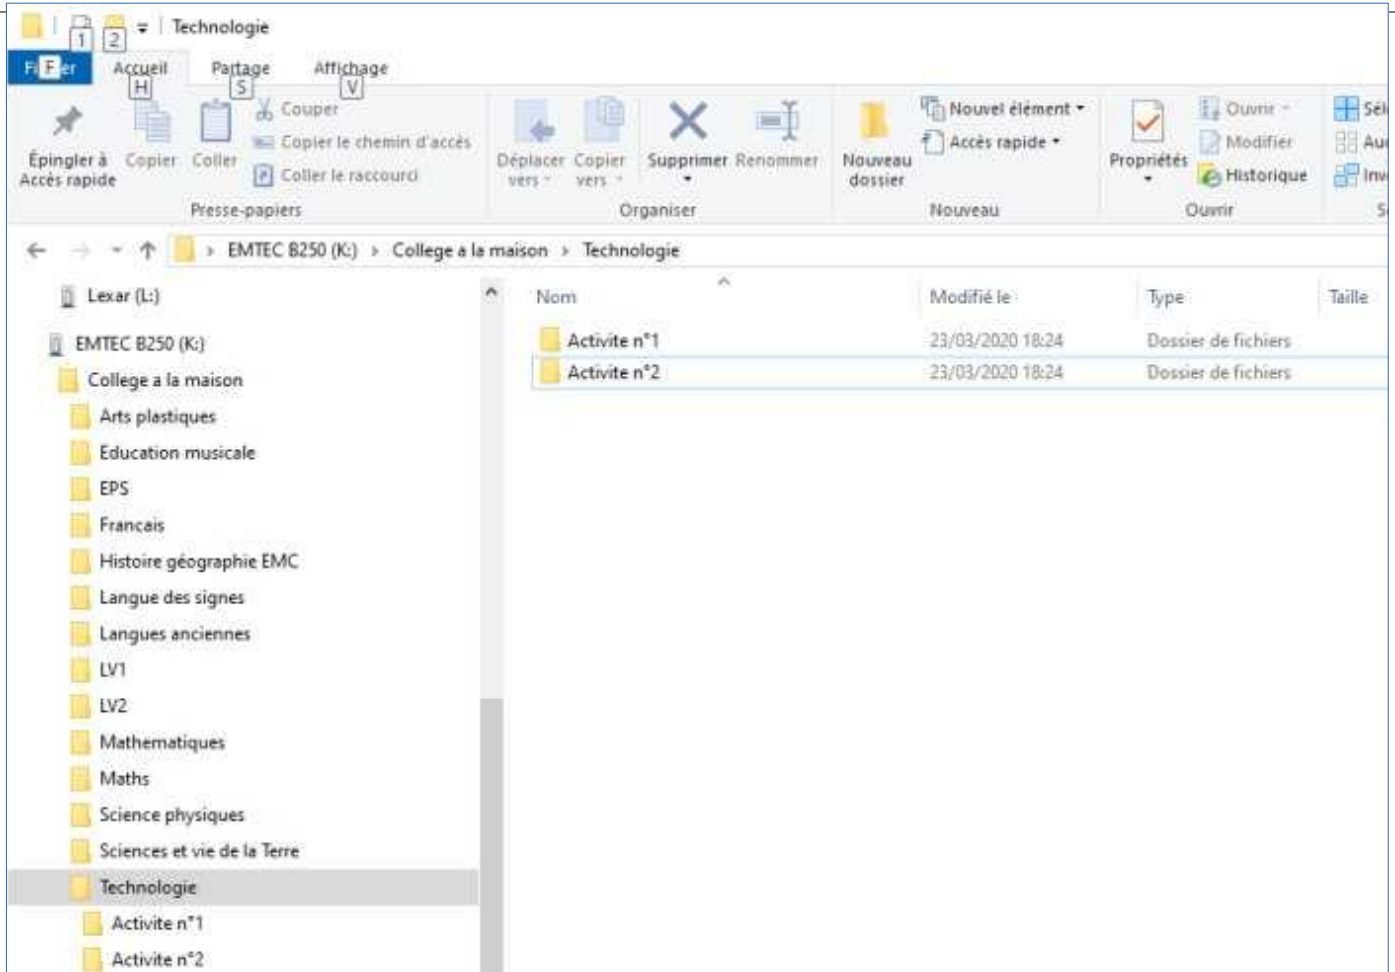 Technologie
1 2
F er Accueil Partage Affichage
H S V
Couper
Copier le chemin d'accès
Coller le raccourci
Épingler à Accès rapide
Copier
Coller
Presse-papiers
Déplacer vers
Copier vers
Supprimer
Renommer
Organiser
Nouveau dossier
Nouvel élément
Accès rapide
Nouveau
Propriétés
Ouvrir
Modifier
Historique
Ouvrir
EMTEC B250 (K:) > College a la maison > Technologie
Lexar (L:)
EMTEC B250 (K:)
College a la maison
Arts plastiques
Education musicale
EPS
Francais
Histoire géographie EMC
Langue des signes
Langues anciennes
LV1
LV2
Mathematiques
Maths
Science physiques
Sciences et vie de la Terre
Technologie
Activite n°1
Activite n°2
Nom Modifié le Type Taille
Activite n°1 23/03/2020 18:24 Dossier de fichiers
Activite n°2 23/03/2020 18:24 Dossier de fichiers